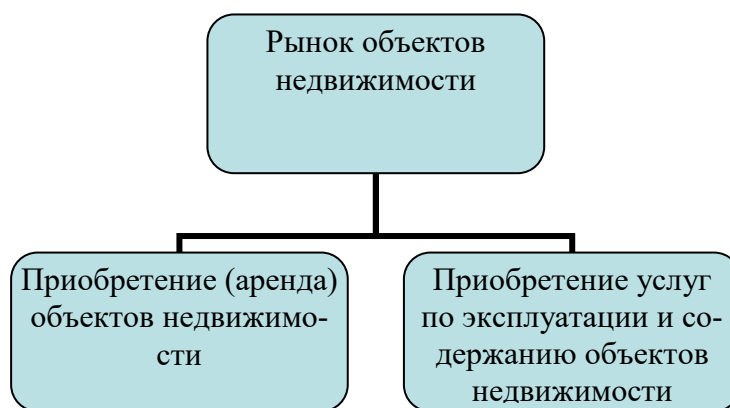 Рынок объектов
недвижимости
Приобретение (аренда)
объектов недвижимо-
сти
Приобретение услуг
по эксплуатации и со-
держанию объектов
недвижимости